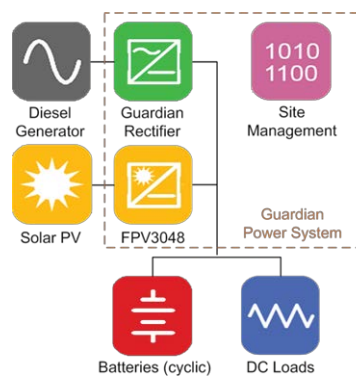 1010
1100
Diesel
Generator
Guardian
Rectifier
Site
Management
Solar PV
FPV3048
Guardian
Power System
Batteries (cyclic)
DC Loads